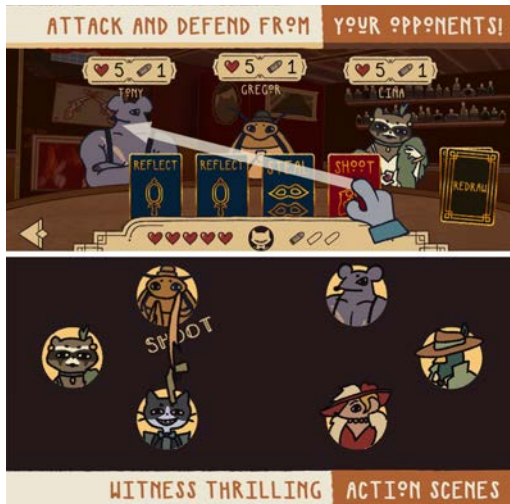 ATTACK AND DEFEND FROM YOUR OPPONENTS!
5 1 5 1 5 1
TONY GREGOR LINA
REFLECT REFLECT STEAL SHOOT
REDRAW
SHOOT
WITNESS THRILLING ACTION SCENES